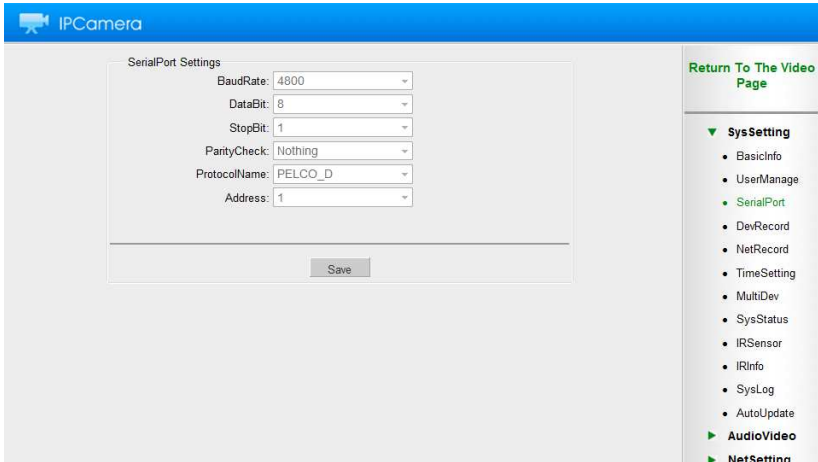 IPCamera
SerialPort Settings
BaudRate: 4800
DataBit: 8
StopBit: 1
ParityCheck: Nothing
ProtocolName: PELCO_D
Address: 1
Save
Return To The Video
Page
SysSetting
BasicInfo
UserManage
SerialPort
DevRecord
NetRecord
TimeSetting
MultiDev
SysStatus
IRSensor
IRInfo
SysLog
AutoUpdate
AudioVideo
NetSetting